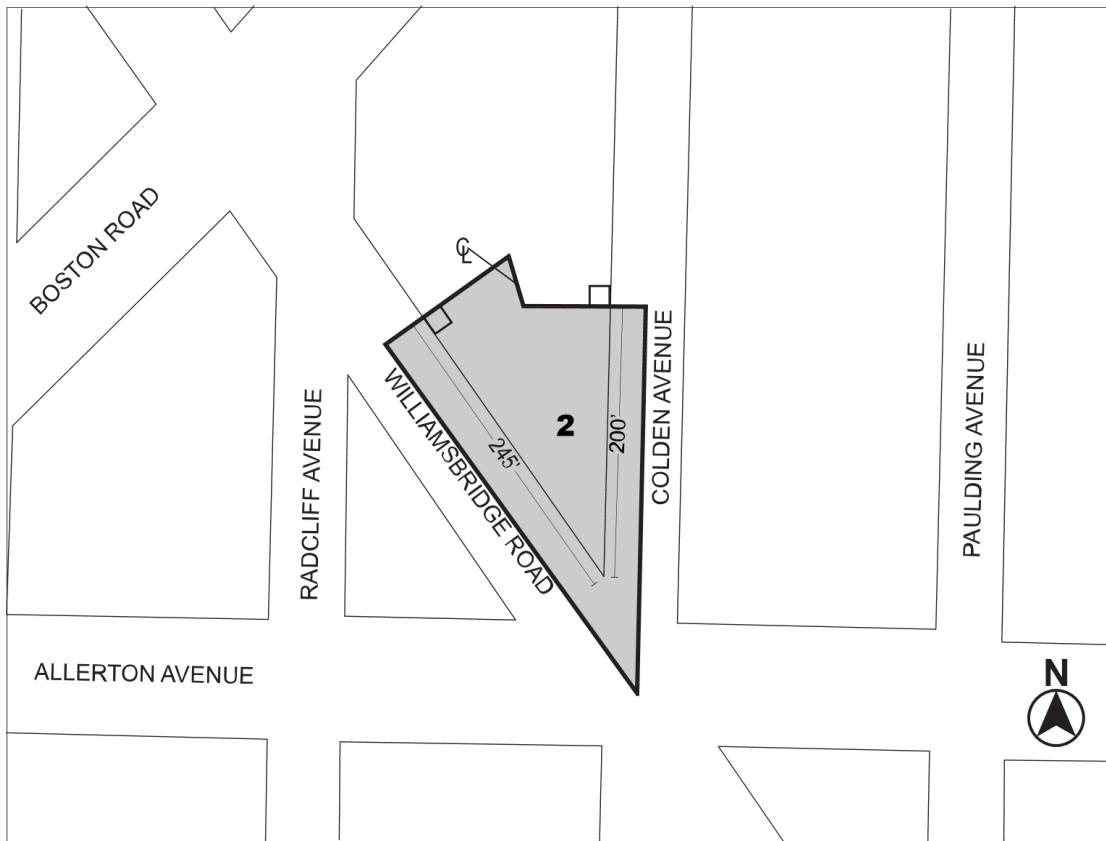 BOSTON ROAD
℄
RADCLIFF AVENUE
WILLIAMSBRIDGE ROAD
245'
2
200'
COLDEN AVENUE
PAULDING AVENUE
ALLERTON AVENUE
N